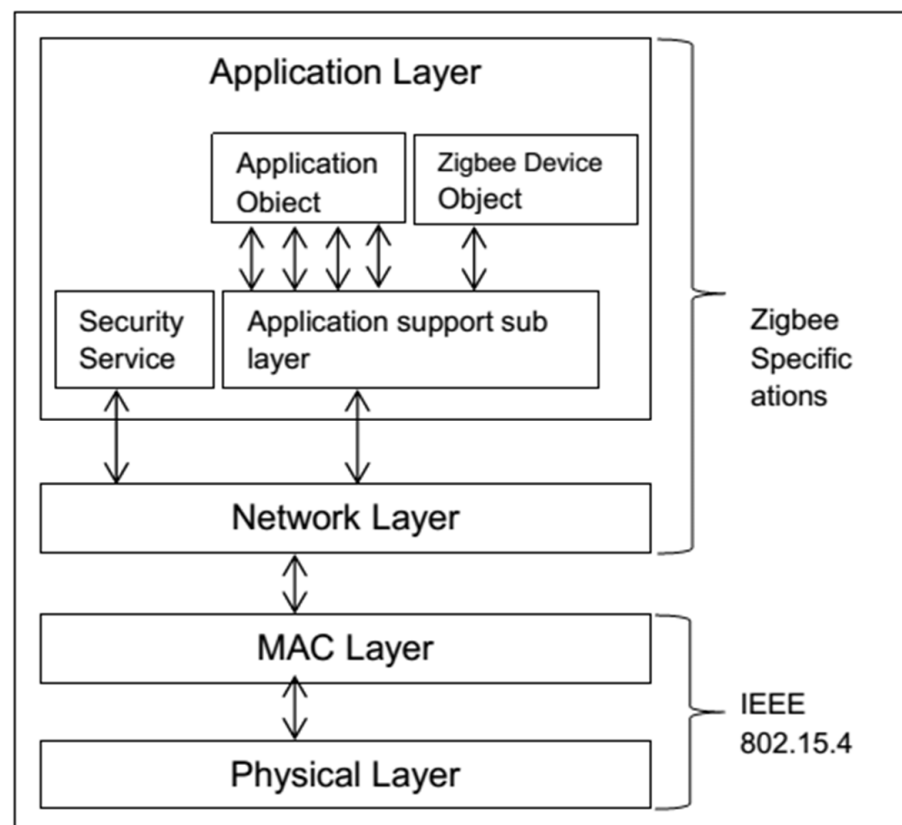 Application Layer
Application
Obiect
Zigbee Device
Object
Security
Service
Application support sub
layer
Zigbee
Specific
ations
Network Layer
MAC Layer
IEEE
802.15.4
Physical Layer